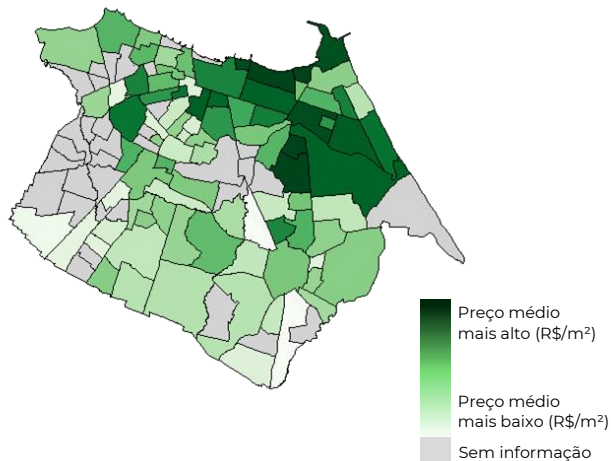 Preço médio
mais alto (R$/m²)
Preço médio
mais baixo (R$/m²)
Sem informação